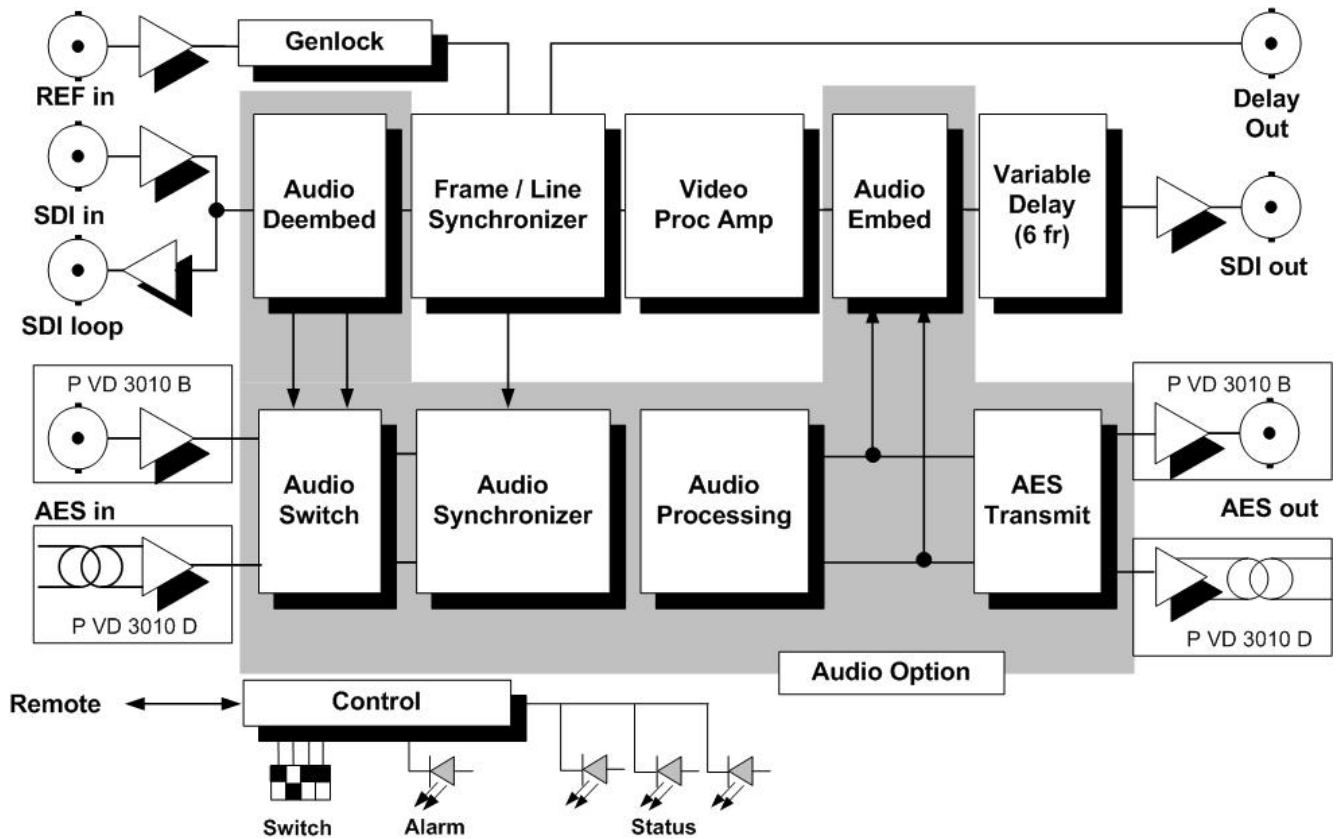 Genlock
REF in
Delay
Out
SDI in
Audio
Deembed
Frame / Line
Synchronizer
Video
Proc Amp
Audio
Embed
Variable
Delay
(6 fr)
SDI out
SDI loop
P VD 3010 B
P VD 3010 B
AES in
Audio
Switch
Audio
Synchronizer
Audio
Processing
AES
Transmit
AES out
P VD 3010 D
P VD 3010 D
Audio Option
Remote
Control
Switch
Alarm
Status